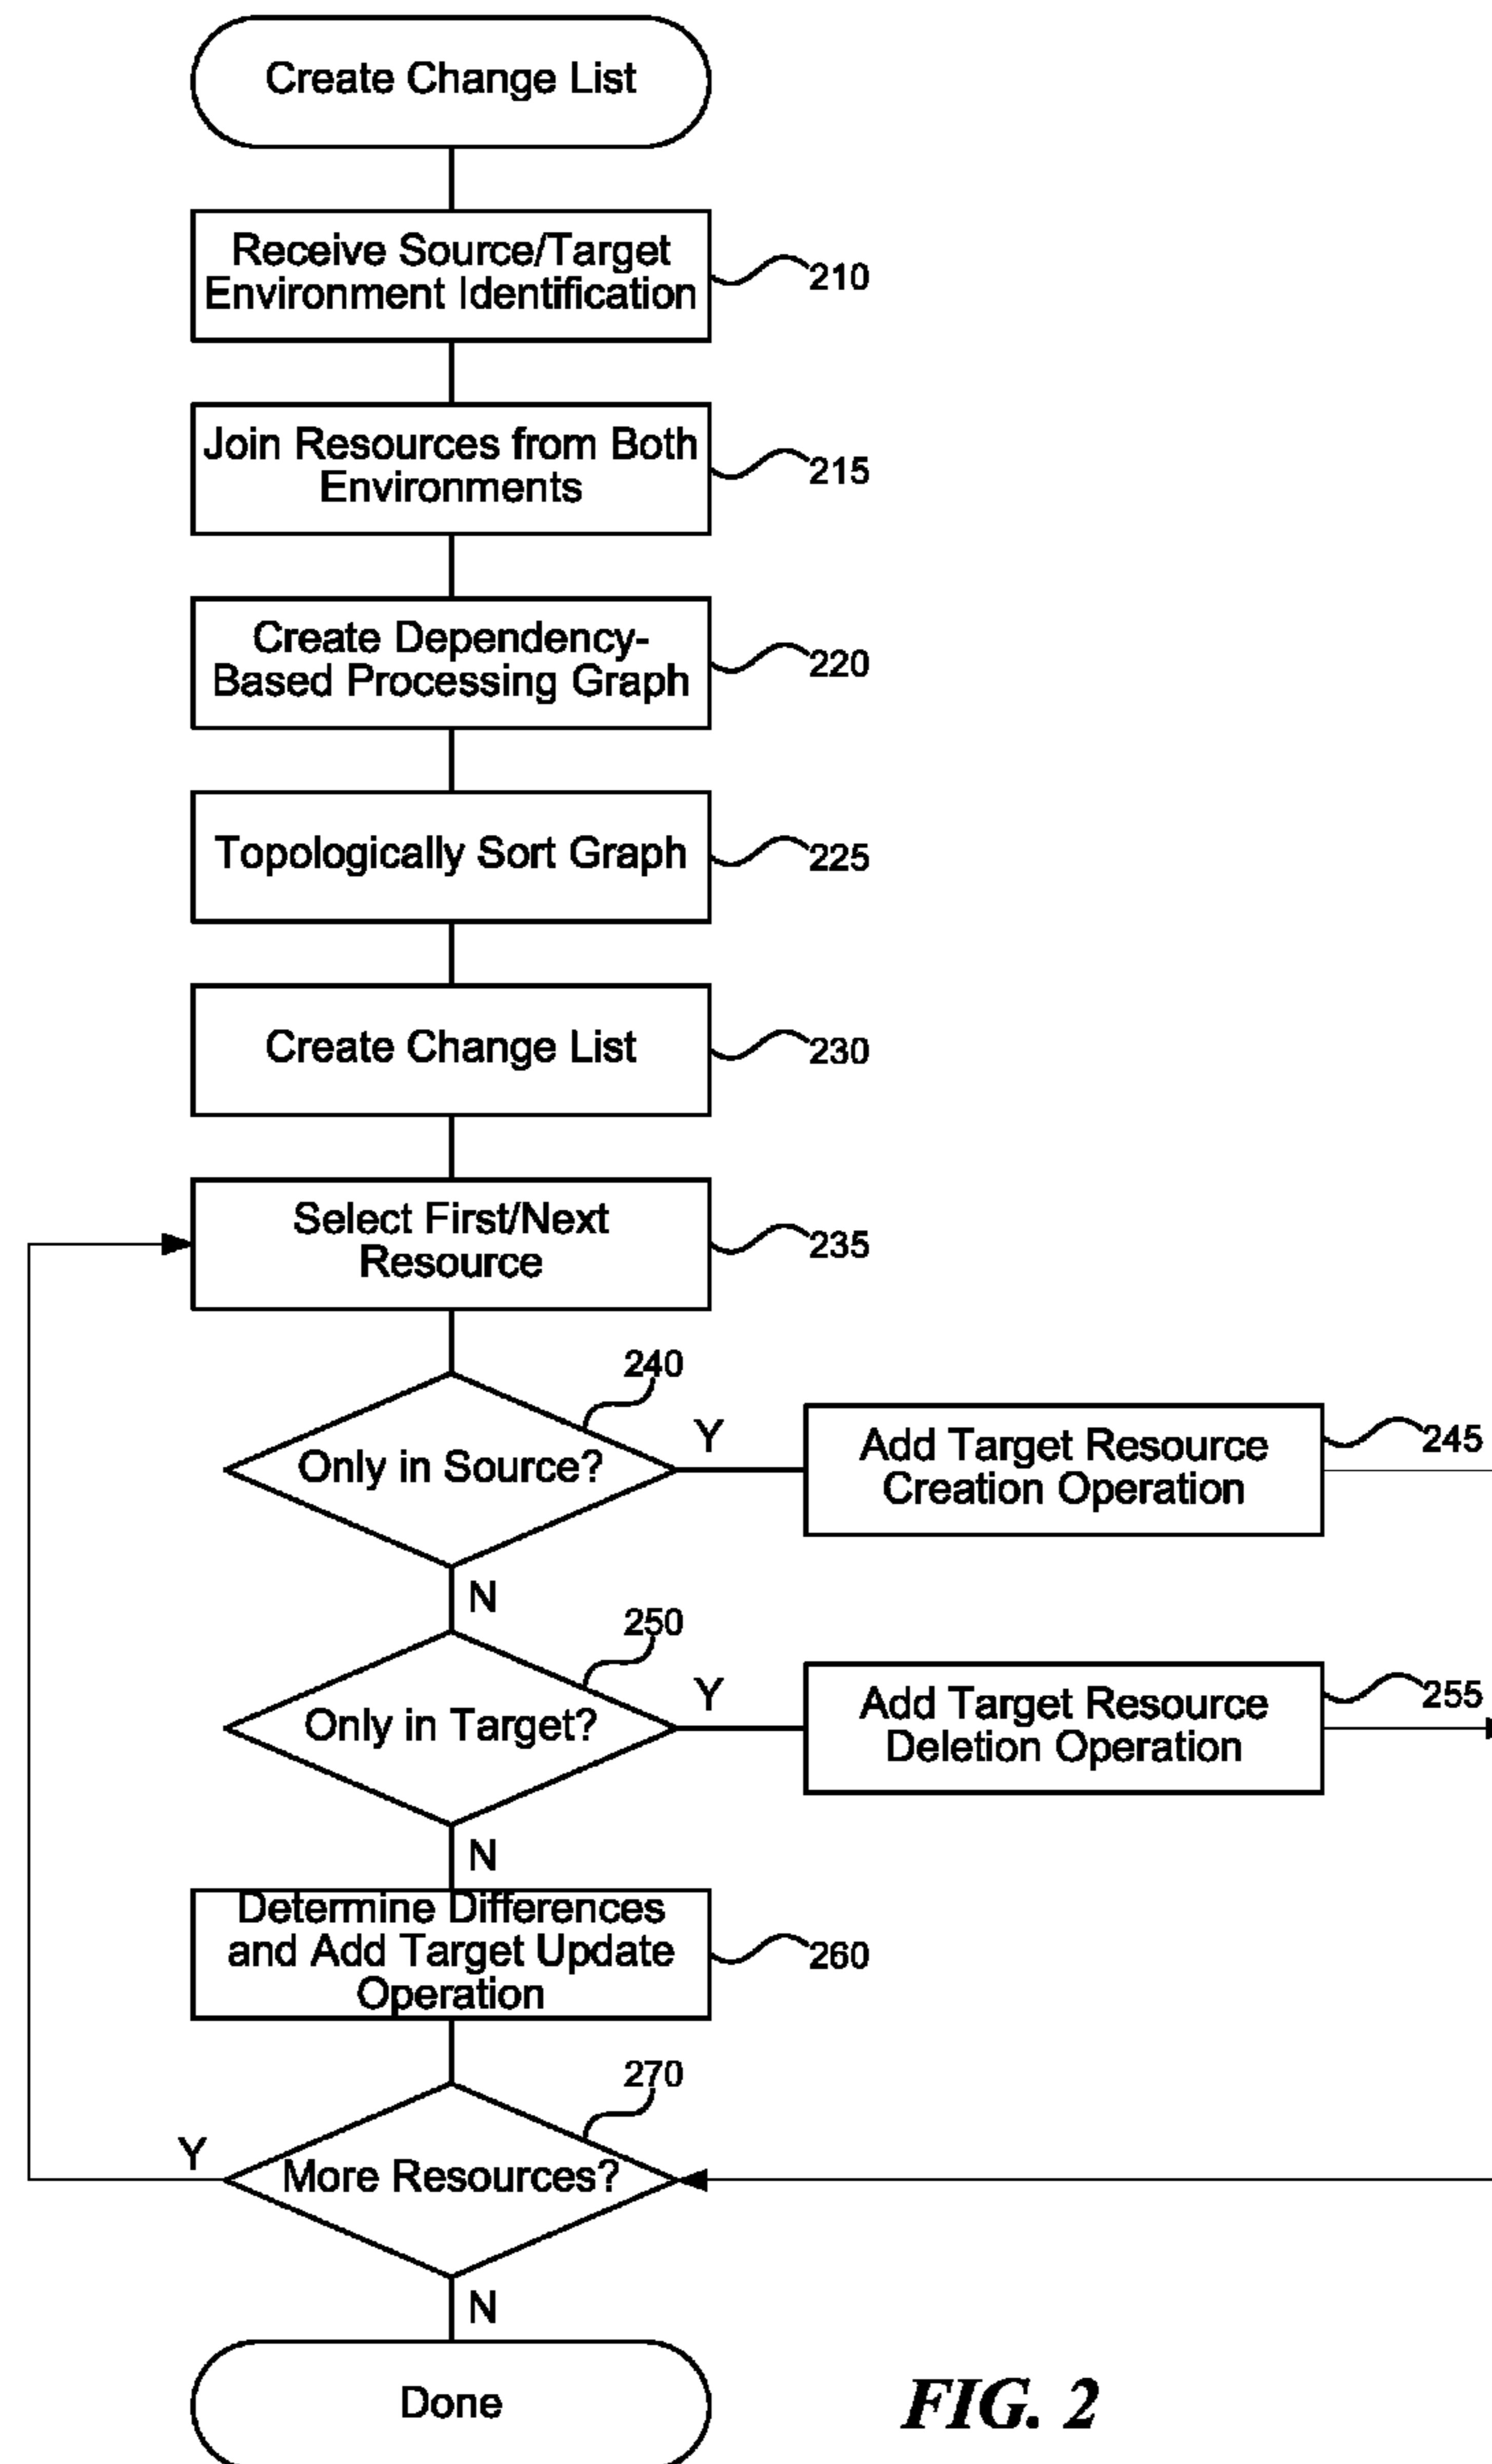 Create Change List
Receive Source/Target
Environment Identification
210
Join Resources from Both
Environments
215
Create Dependency-
Based Processing Graph
220
Topologically Sort Graph
225
Create Change List
230
Select First/Next
Resource
235
240
Only in Source?
Y
Add Target Resource
Creation Operation
245
N
250
Only in Target?
Y
Add Target Resource
Deletion Operation
255
N
Determine Differences
and Add Target Update
Operation
260
270
Y
More Resources?
N
Done
FIG. 2